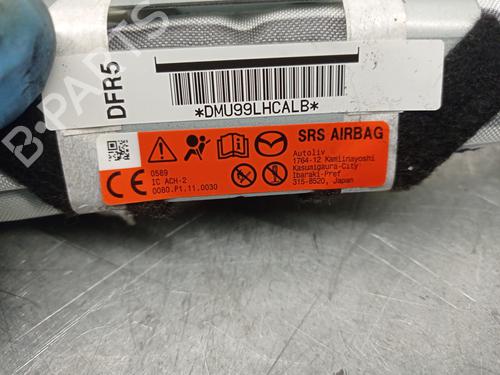 DFR5
*DMU99LHCALB*
SRS AIRBAG
Autoliv
1764-12 Kamiinayoshi
Kasumigaura-City
Ibaraki-Pref
315-8520, Japan
CE
0589
IC ACH-2
0080.P1.11.0030
B-PARTS